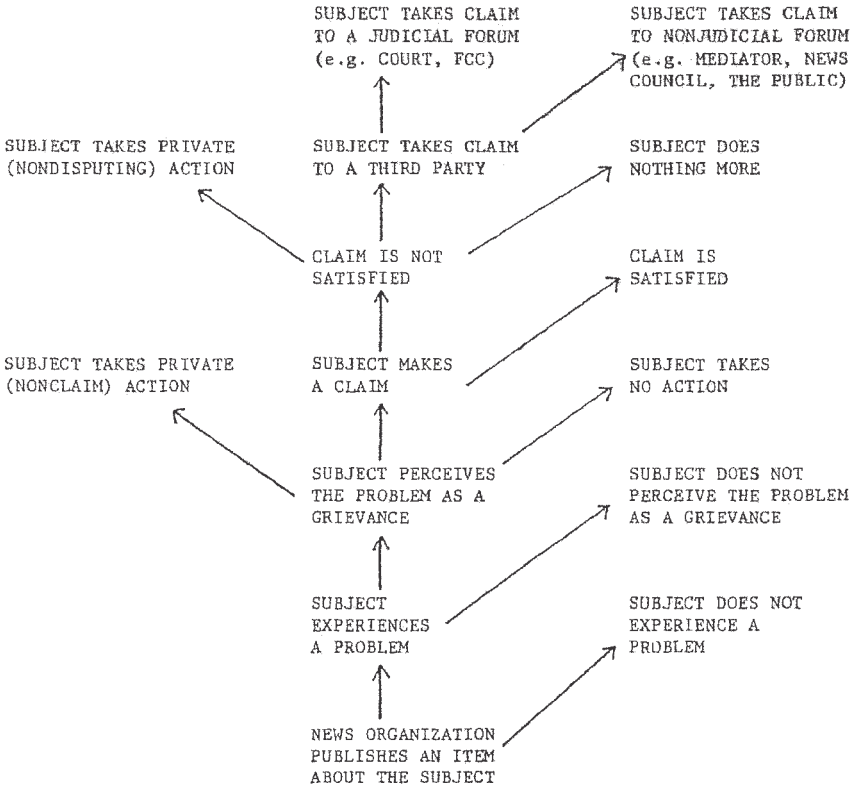 SUBJECT TAKES CLAIM
TO A JUDICIAL FORUM
(e.g. COURT, FCC)
SUBJECT TAKES CLAIM
TO NONJUDICIAL FORUM
(e.g. MEDIATOR, NEWS
COUNCIL, THE PUBLIC)
SUBJECT TAKES PRIVATE
(NONDISPUTING) ACTION
SUBJECT TAKES CLAIM
TO A THIRD PARTY
SUBJECT DOES
NOTHING MORE
CLAIM IS NOT
SATISFIED
CLAIM IS
SATISFIED
SUBJECT TAKES PRIVATE
(NONCLAIM) ACTION
SUBJECT MAKES
A CLAIM
SUBJECT TAKES
NO ACTION
SUBJECT PERCEIVES
THE PROBLEM AS A
GRIEVANCE
SUBJECT DOES NOT
PERCEIVE THE PROBLEM
AS A GRIEVANCE
SUBJECT
EXPERIENCES
A PROBLEM
SUBJECT DOES NOT
EXPERIENCE A
PROBLEM
NEWS ORGANIZATION
PUBLISHES AN ITEM
ABOUT THE SUBJECT